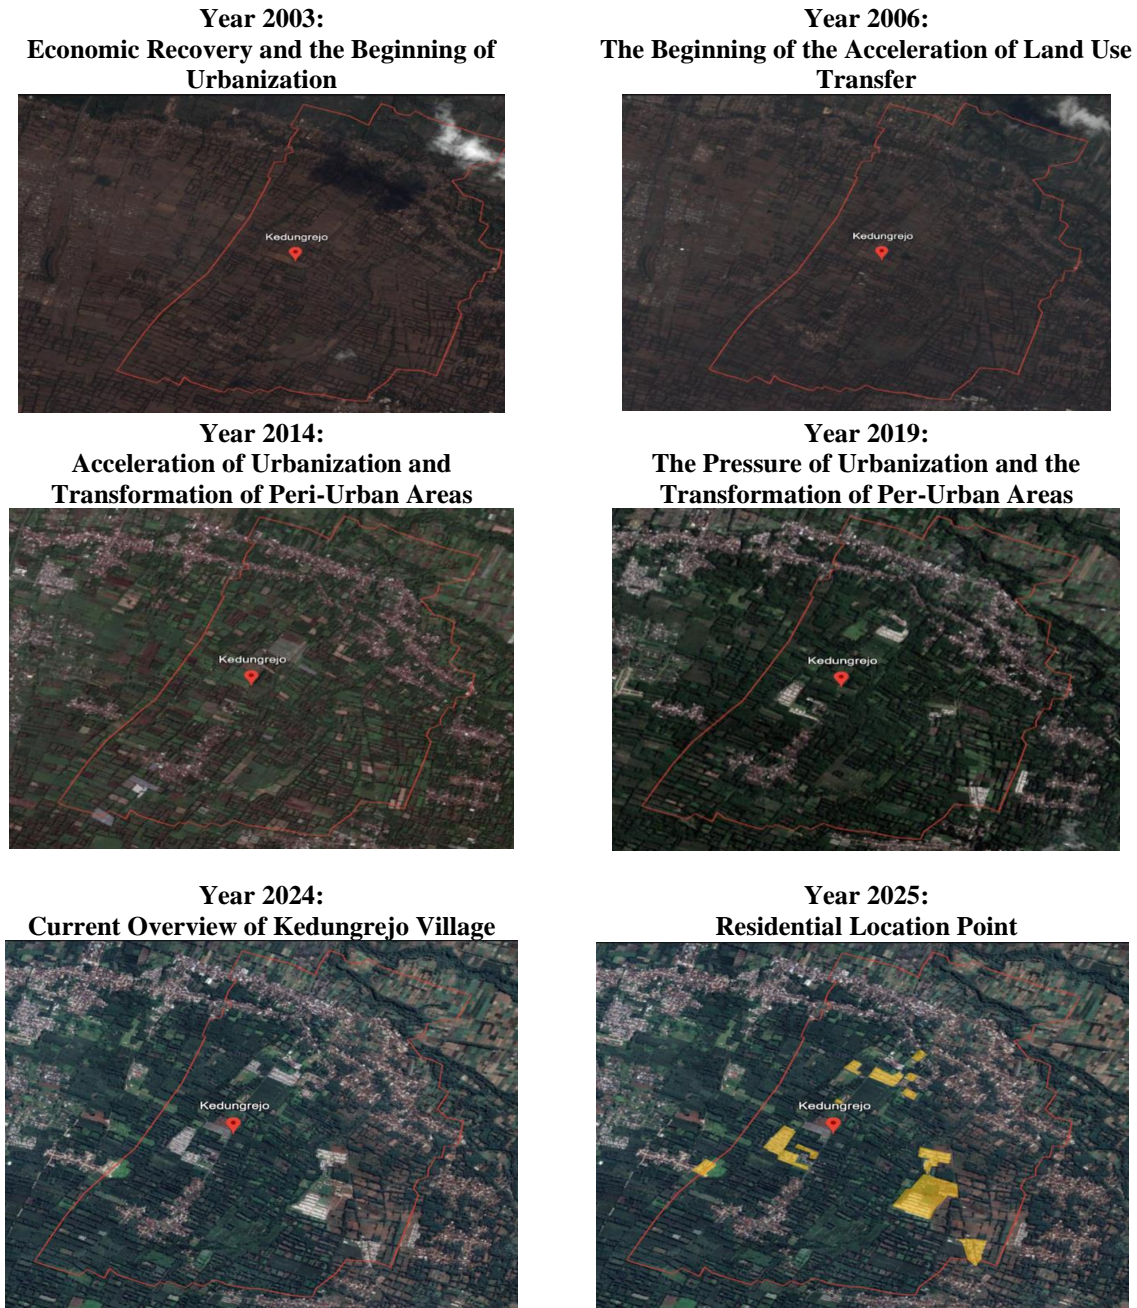 Year 2003:
Economic Recovery and the Beginning of
Urbanization
Kedungrejo
Year 2006:
The Beginning of the Acceleration of Land Use
Transfer
Kedungrejo
Year 2014:
Acceleration of Urbanization and
Transformation of Peri-Urban Areas
Kedungrejo
Year 2019:
The Pressure of Urbanization and the
Transformation of Per-Urban Areas
Kedungrejo
Year 2024:
Current Overview of Kedungrejo Village
Kedungrejo
Year 2025:
Residential Location Point
Kedungrejo